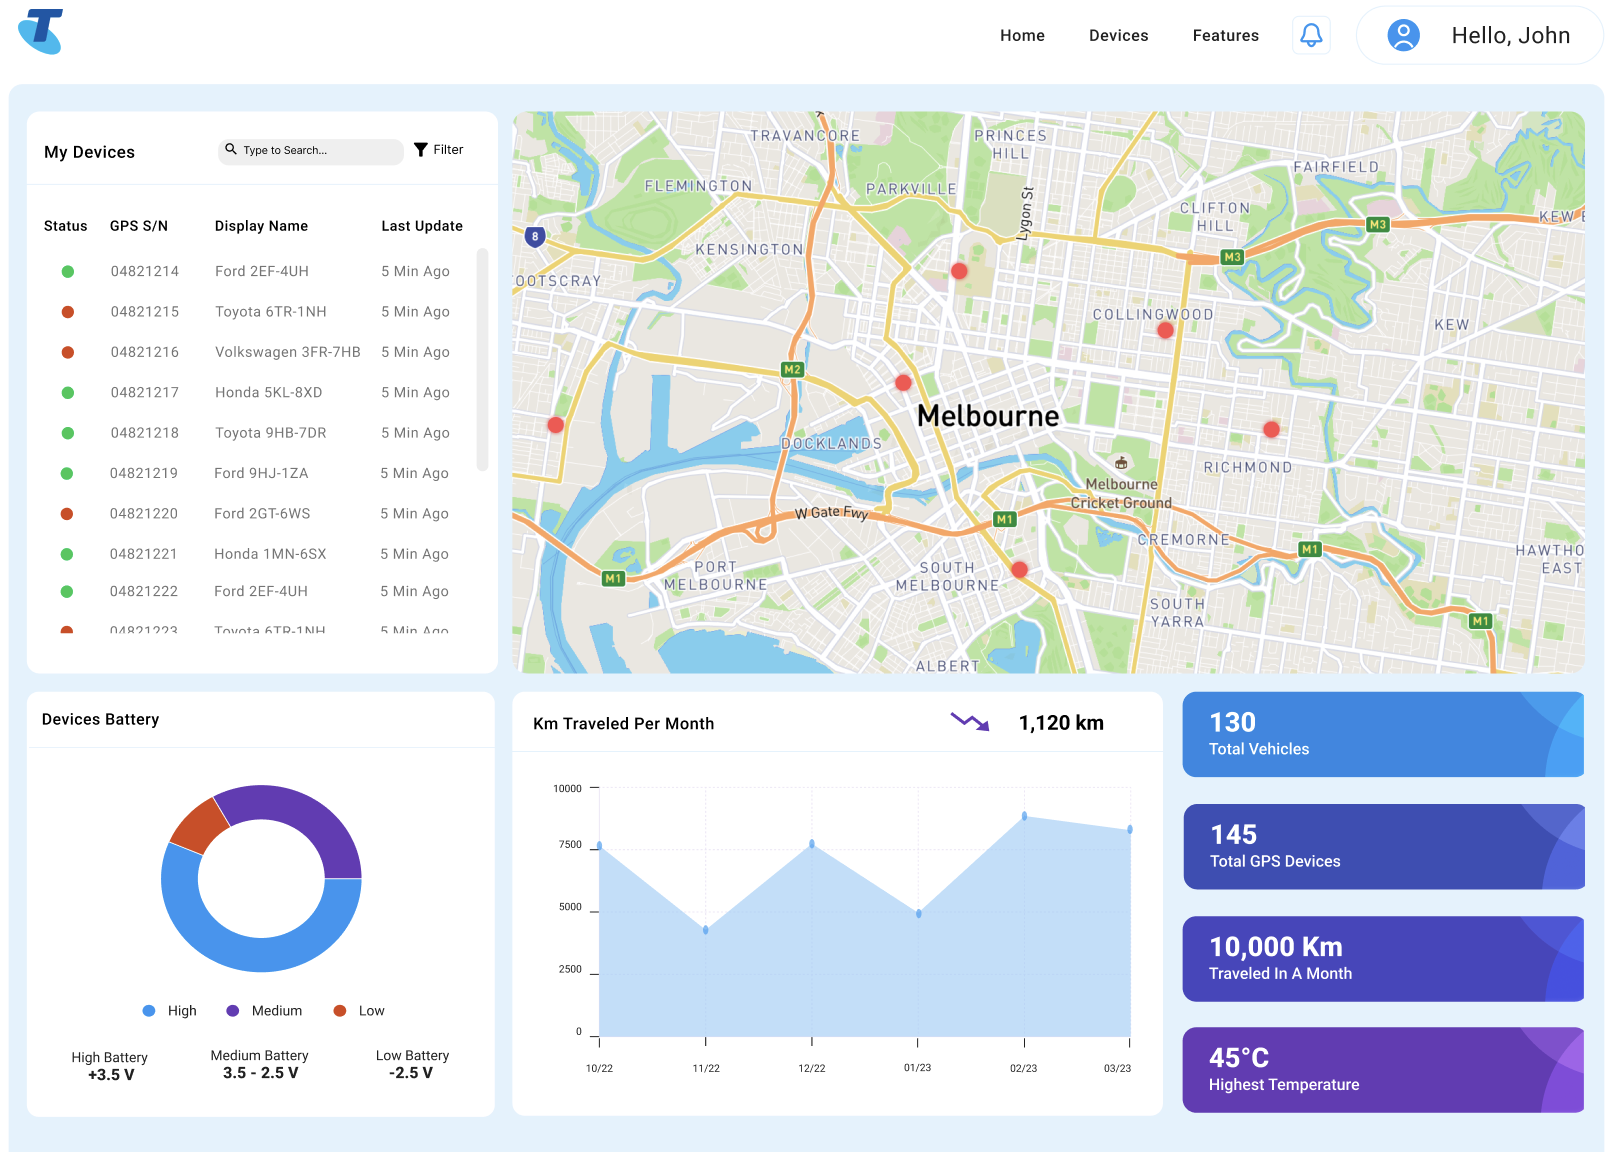 T
Home Devices Features Hello, John
My Devices Type to Search... Filter
Status GPS S/N Display Name Last Update
04821214 Ford 2EF-4UH 5 Min Ago
04821215 Toyota 6TR-1NH 5 Min Ago
04821216 Volkswagen 3FR-7HB 5 Min Ago
04821217 Honda 5KL-8XD 5 Min Ago
04821218 Toyota 9HB-7DR 5 Min Ago
04821219 Ford 9HJ-1ZA 5 Min Ago
04821220 Ford 2GT-6WS 5 Min Ago
04821221 Honda 1MN-6SX 5 Min Ago
04821222 Ford 2EF-4UH 5 Min Ago
04821223 Toyota 6TR-1NH 5 Min Ago
TRAVANCORE
PRINCES
HILL
FAIRFIELD
FLEMINGTON
PARKVILLE
Lygon St
CLIFTON
HILL
M3
KEW E
8
KENSINGTON
M3
OOTSCRAY
COLLINGWOOD
KEW
M2
Melbourne
DOCKLANDS
Melbourne
Cricket Ground
RICHMOND
W Gate Fwy
M1
CREMORNE
M1
HAWTHO
EAST
M1
PORT
MELBOURNE
SOUTH
MELBOURNE
SOUTH
YARRA
M1
ALBERT
Devices Battery
High Medium Low
High Battery
+3.5 V
Medium Battery
3.5 - 2.5 V
Low Battery
-2.5 V
Km Traveled Per Month 1,120 km
10000
7500
5000
2500
0
10/22 11/22 12/22 01/23 02/23 03/23
130
Total Vehicles
145
Total GPS Devices
10,000 Km
Traveled In A Month
45°C
Highest Temperature